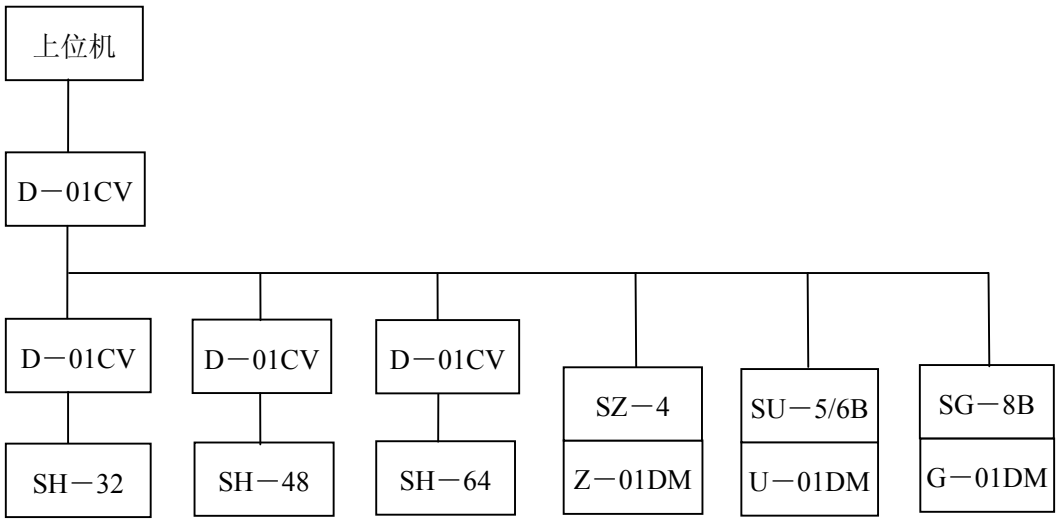 上位机
D－01CV
D－01CV
D－01CV
D－01CV
SZ－4
SU－5/6B
SG－8B
SH－32
SH－48
SH－64
Z－01DM
U－01DM
G－01DM